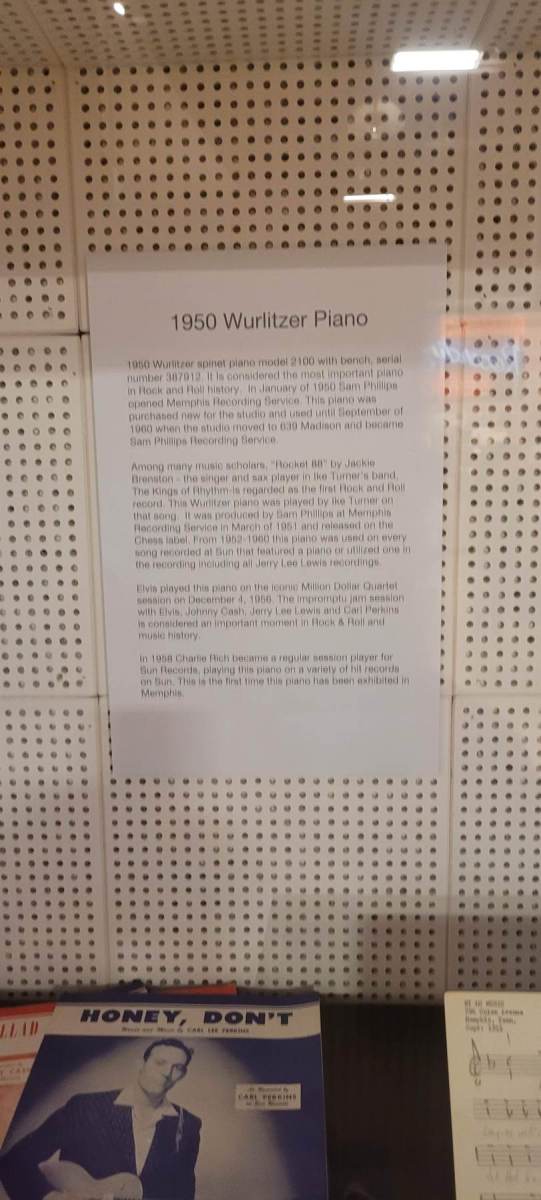 1950 Wurlitzer Piano
1950 Wurlitzer spinet piano model 2100 with bench, serial
number 387912. It is considered the most important piano
in Rock and Roll history. In January of 1950 Sam Phillips
opened Memphis Recording Service. This piano was
purchased new for the studio and used until September of
1960 when the studio moved to 639 Madison and became
Sam Phillips Recording Service.
Among many music scholars, "Rocket 88" by Jackie
Brenston - the singer and sax player in Ike Turner's band,
The Kings of Rhythm-is regarded as the first Rock and Roll
record. This Wurlitzer piano was played by Ike Turner on
that song. It was produced by Sam Phillips at Memphis
Recording Service in March of 1951 and released on the
Chess label. From 1952-1960 this piano was used on every
song recorded at Sun that featured a piano or utilized one in
the recording including all Jerry Lee Lewis recordings.
Elvis played this piano on the iconic Million Dollar Quartet
session on December 4, 1956. The impromptu jam session
with Elvis, Johnny Cash, Jerry Lee Lewis and Carl Perkins
is considered an important moment in Rock & Roll and
music history.
In 1958 Charlie Rich became a regular session player for
Sun Records, playing this piano on a variety of hit records
on Sun. This is the first time this piano has been exhibited in
Memphis.
HONEY, DON'T
Words and Music by CARL LEE PERKINS
CARL PERKINS
LLAD
HI LO MUSIC
Memphis, Tenn.